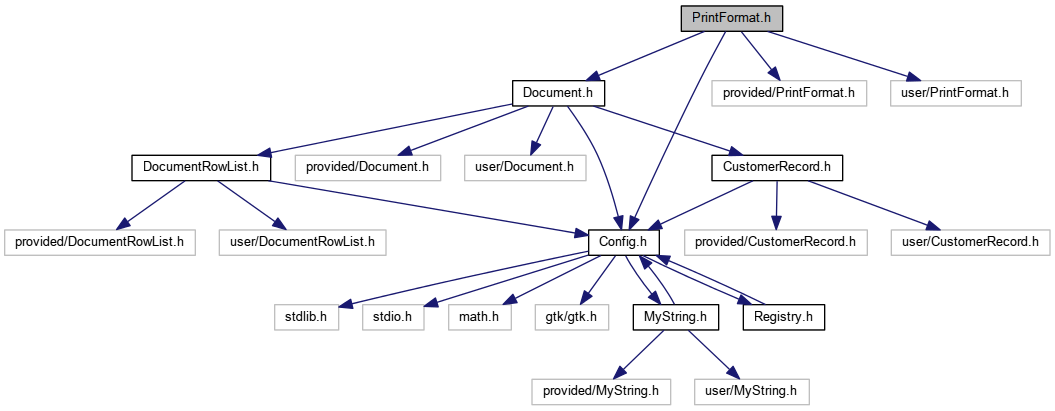 PrintFormat.h
Document.h
provided/PrintFormat.h
user/PrintFormat.h
DocumentRowList.h
provided/Document.h
user/Document.h
CustomerRecord.h
provided/DocumentRowList.h
user/DocumentRowList.h
Config.h
provided/CustomerRecord.h
user/CustomerRecord.h
stdlib.h
stdio.h
math.h
gtk/gtk.h
MyString.h
Registry.h
provided/MyString.h
user/MyString.h